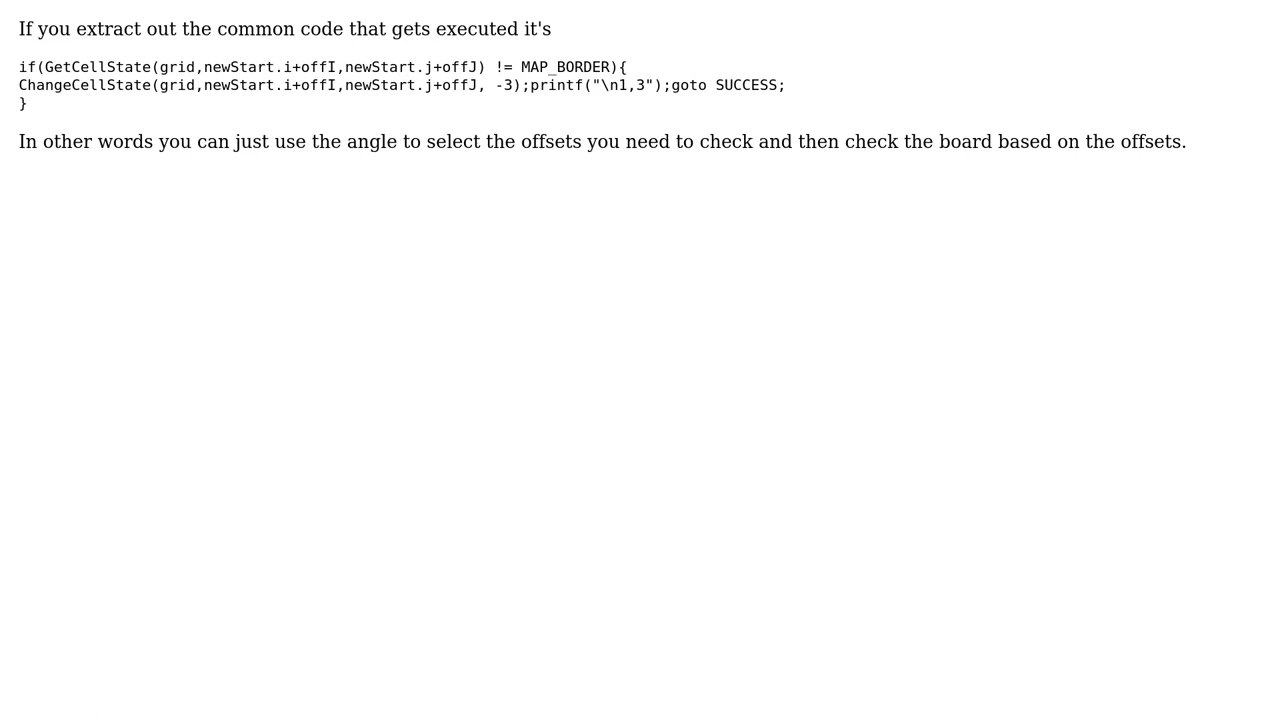 If you extract out the common code that gets executed it's
if(GetCellState(grid,newStart.i+offI,newStart.j+offJ) != MAP_BORDER){
ChangeCellState(grid,newStart.i+offI,newStart.j+offJ, -3);printf("\n1,3");goto SUCCESS;
}
In other words you can just use the angle to select the offsets you need to check and then check the board based on the offsets.